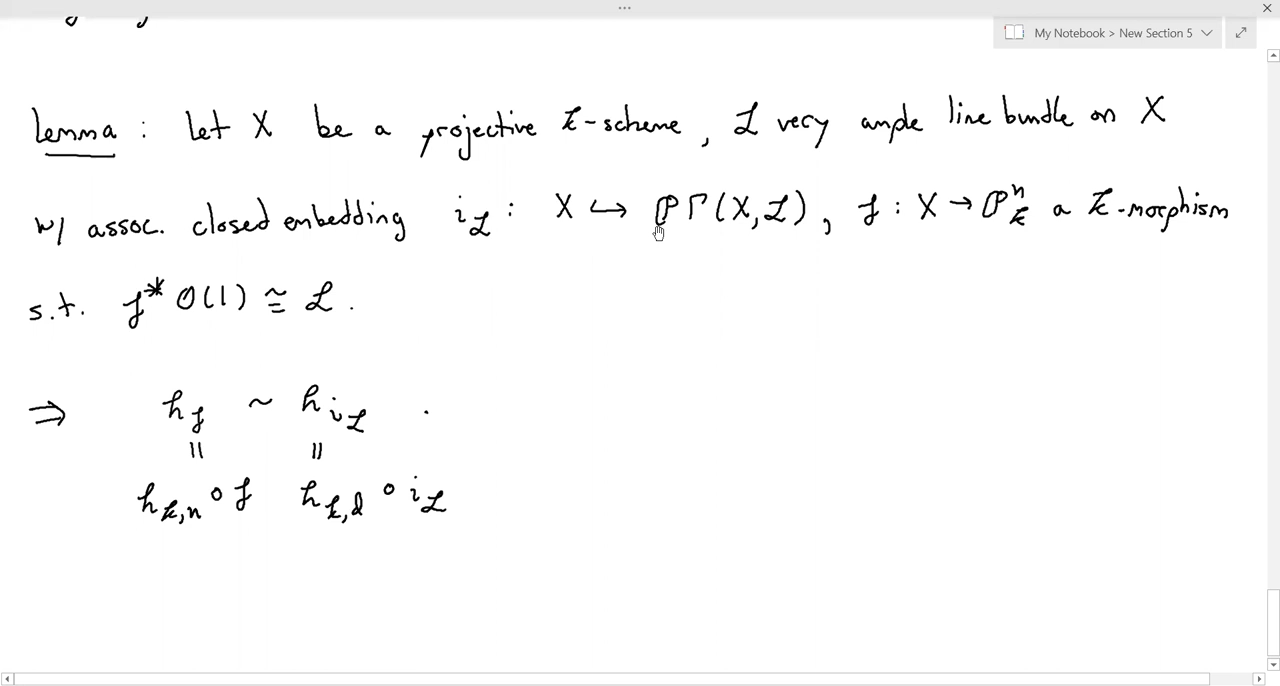 My Notebook > New Section 5
Lemma : Let X be a projective k-scheme, ℒ very ample line bundle on X
w/ assoc. closed embedding i_ℒ : X ↪ ℙΓ(X,ℒ), f : X → ℙ^n_k a k-morphism
s.t. f* O(1) ≅ ℒ .
⇒ h_f ~ h_{i_ℒ} .
|| ||
h_{k,n} ∘ f h_{k,d} ∘ i_ℒ